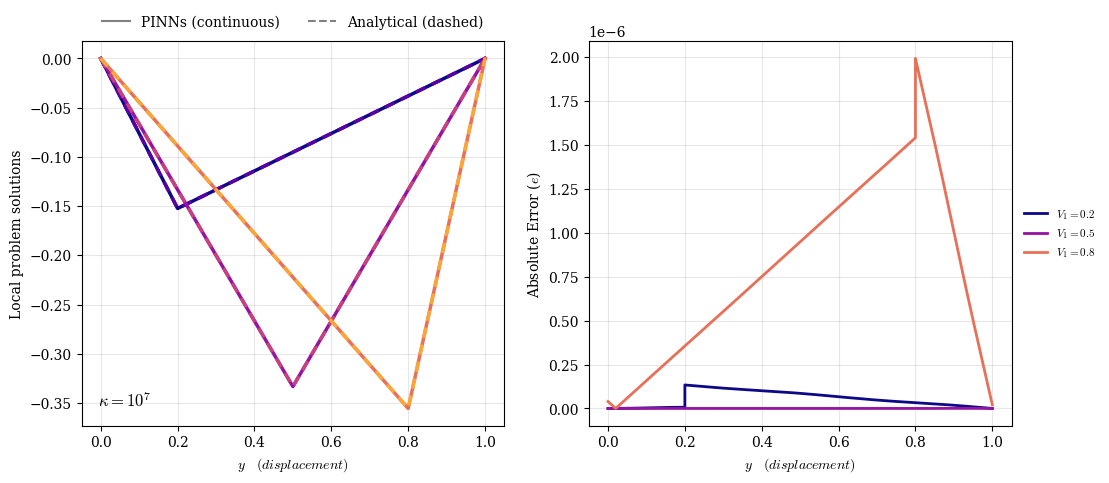 PINNs (continuous) Analytical (dashed)
Local problem solutions
0.00
−0.05
−0.10
−0.15
−0.20
−0.25
−0.30
−0.35
κ = 10⁷
0.0 0.2 0.4 0.6 0.8 1.0
y (displacement)
1e−6
Absolute Error (e)
2.00
1.75
1.50
1.25
1.00
0.75
0.50
0.25
0.00
0.0 0.2 0.4 0.6 0.8 1.0
y (displacement)
V₁ = 0.2
V₁ = 0.5
V₁ = 0.8